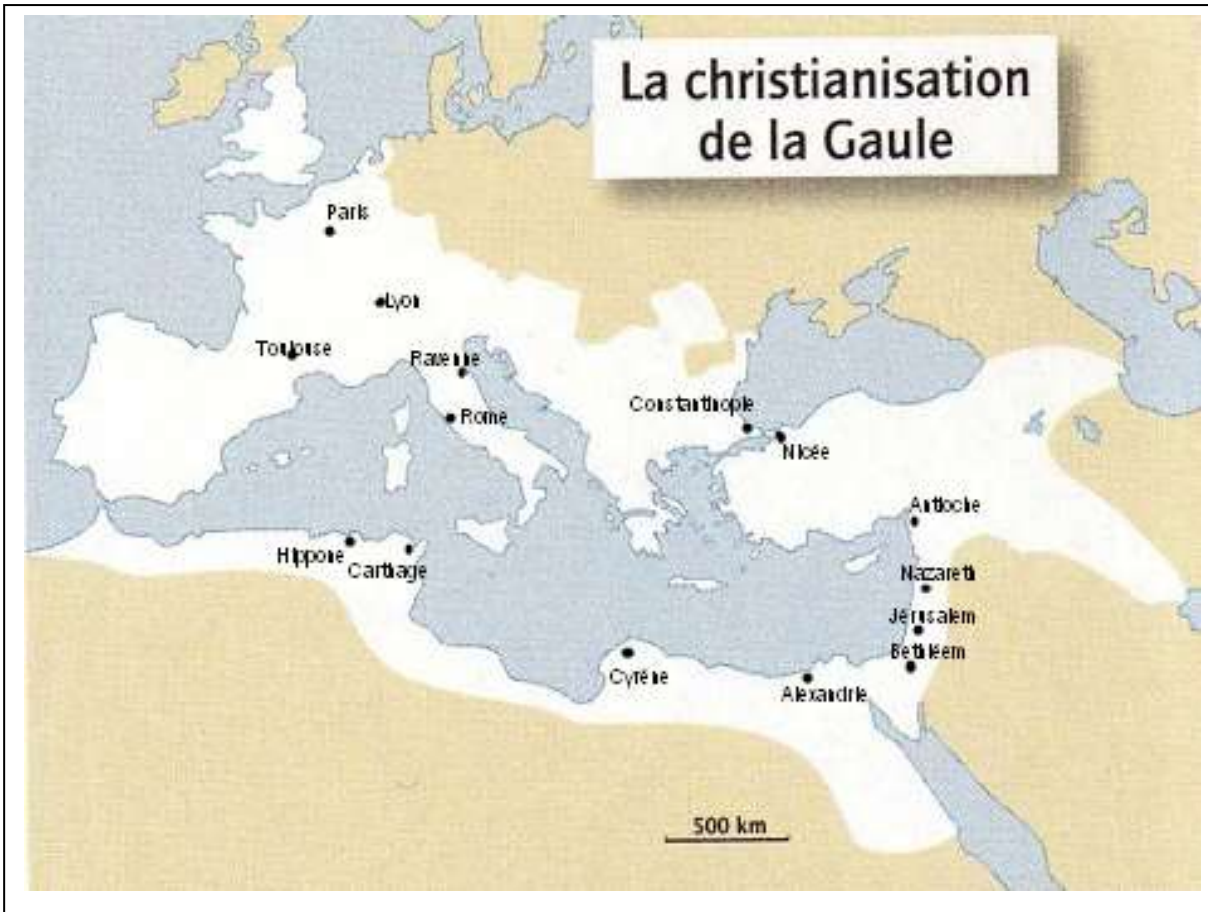 La christianisation
de la Gaule
Paris
Lyon
Toulouse
Ravenne
Rome
Constanthople
Nicée
Antioche
Hippone
Carthage
Nazareth
Jérusalem
Bethléem
Cyrène
Alexandrie
500 km